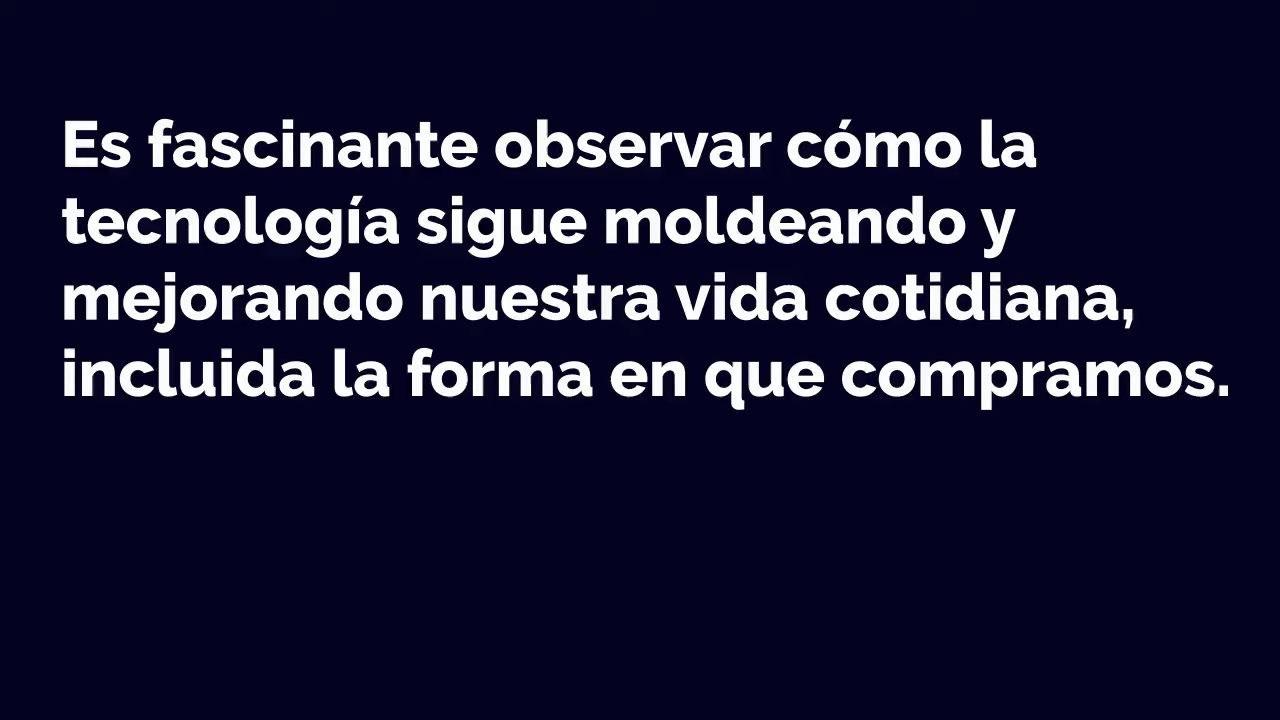 Es fascinante observar cómo la
tecnología sigue moldeando y
mejorando nuestra vida cotidiana,
incluida la forma en que compramos.